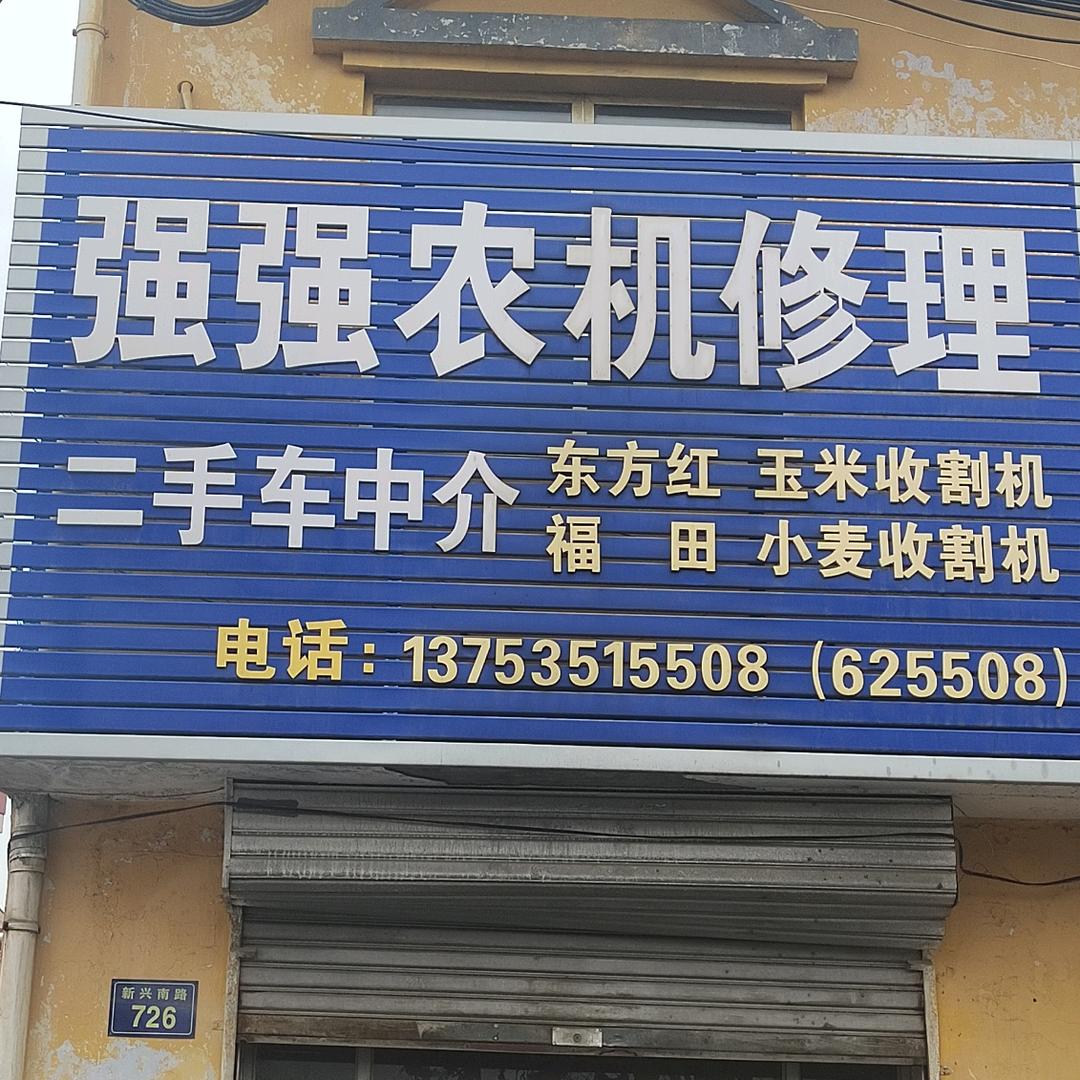 强强农机修理
二手车中介
东方红 玉米收割机
福 田 小麦收割机
电话：13753515508（625508）
新兴南路
726